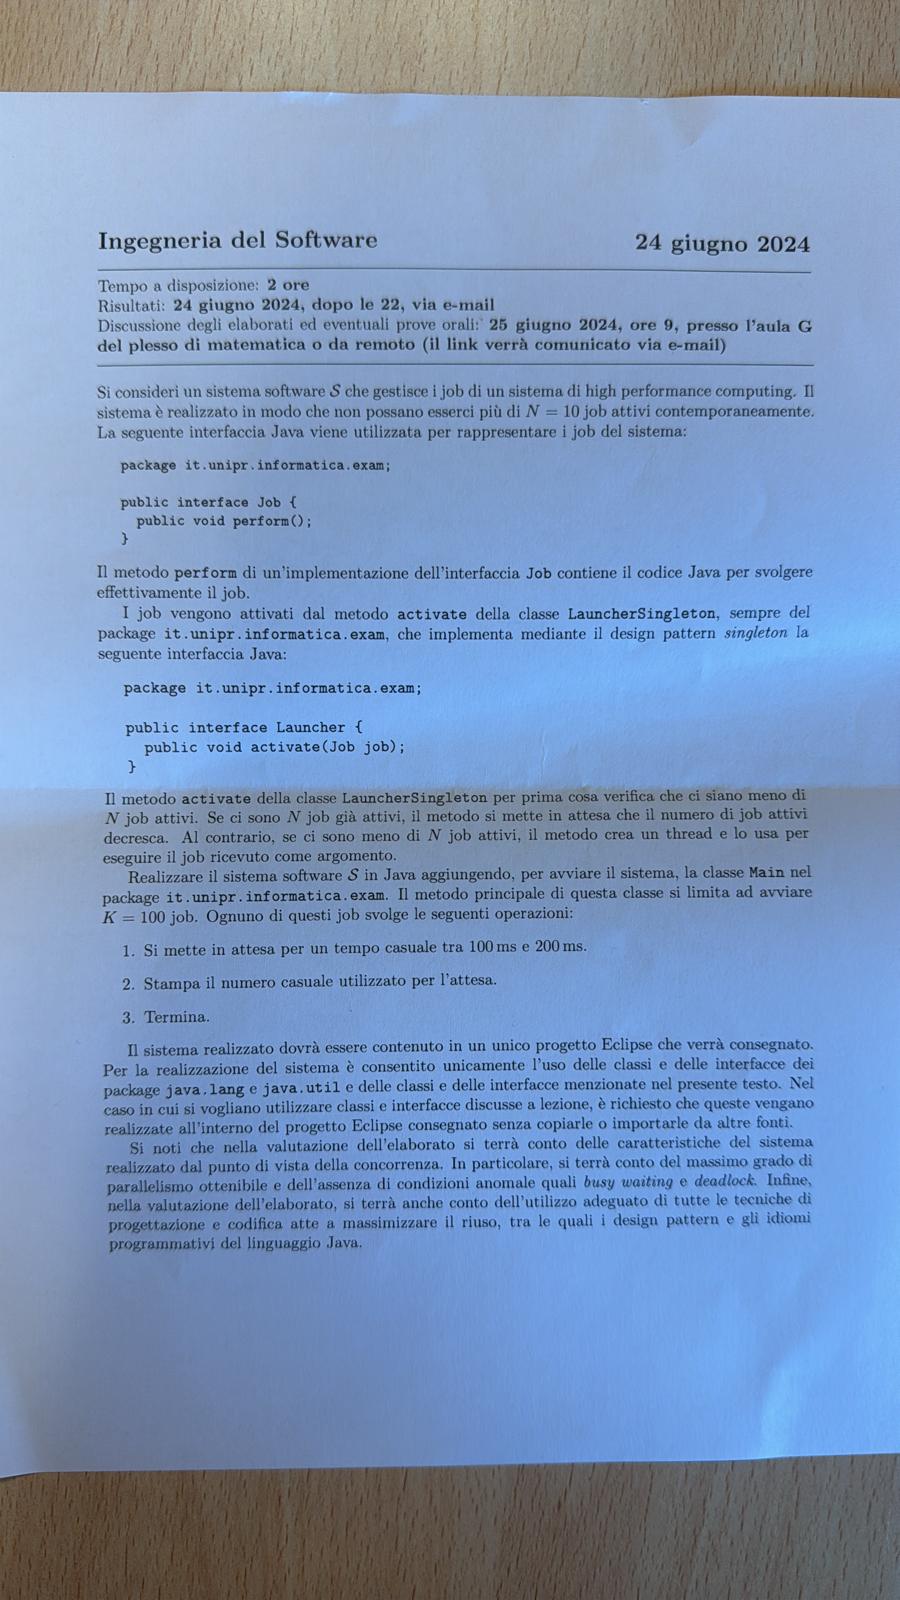 Ingegneria del Software 24 giugno 2024
Tempo a disposizione: 2 ore
Risultati: 24 giugno 2024, dopo le 22, via e-mail
Discussione degli elaborati ed eventuali prove orali: 25 giugno 2024, ore 9, presso l'aula G
del plesso di matematica o da remoto (il link verrà comunicato via e-mail)
Si consideri un sistema software S che gestisce i job di un sistema di high performance computing. Il
sistema è realizzato in modo che non possano esserci più di N = 10 job attivi contemporaneamente.
La seguente interfaccia Java viene utilizzata per rappresentare i job del sistema:
package it.unipr.informatica.exam;
public interface Job {
public void perform();
}
Il metodo perform di un'implementazione dell'interfaccia Job contiene il codice Java per svolgere
effettivamente il job.
I job vengono attivati dal metodo activate della classe LauncherSingleton, sempre del
package it.unipr.informatica.exam, che implementa mediante il design pattern singleton la
seguente interfaccia Java:
package it.unipr.informatica.exam;
public interface Launcher {
public void activate(Job job);
}
Il metodo activate della classe LauncherSingleton per prima cosa verifica che ci siano meno di
N job attivi. Se ci sono N job già attivi, il metodo si mette in attesa che il numero di job attivi
decresca. Al contrario, se ci sono meno di N job attivi, il metodo crea un thread e lo usa per
eseguire il job ricevuto come argomento.
Realizzare il sistema software S in Java aggiungendo, per avviare il sistema, la classe Main nel
package it.unipr.informatica.exam. Il metodo principale di questa classe si limita ad avviare
K = 100 job. Ognuno di questi job svolge le seguenti operazioni:
1. Si mette in attesa per un tempo casuale tra 100 ms e 200 ms.
2. Stampa il numero casuale utilizzato per l'attesa.
3. Termina.
Il sistema realizzato dovrà essere contenuto in un unico progetto Eclipse che verrà consegnato.
Per la realizzazione del sistema è consentito unicamente l'uso delle classi e delle interfacce dei
package java.lang e java.util e delle classi e delle interfacce menzionate nel presente testo. Nel
caso in cui si vogliano utilizzare classi e interfacce discusse a lezione, è richiesto che queste vengano
realizzate all'interno del progetto Eclipse consegnato senza copiarle o importarle da altre fonti.
Si noti che nella valutazione dell'elaborato si terrà conto delle caratteristiche del sistema
realizzato dal punto di vista della concorrenza. In particolare, si terrà conto del massimo grado di
parallelismo ottenibile e dell'assenza di condizioni anomale quali busy waiting e deadlock. Infine,
nella valutazione dell'elaborato, si terrà anche conto dell'utilizzo adeguato di tutte le tecniche di
progettazione e codifica atte a massimizzare il riuso, tra le quali i design pattern e gli idiomi
programmativi del linguaggio Java.